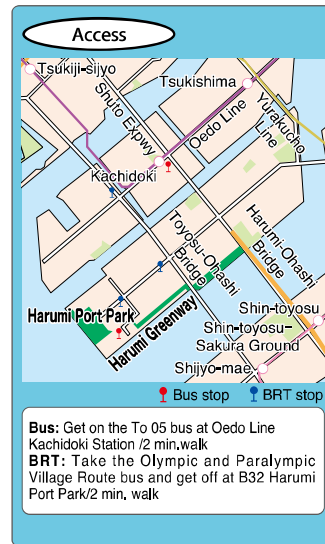 Access
Tsukiji-sijyo
Tsukishima
Shuto Expwy
Oedo Line
Yurakucho
Line
Kachidoki
Toyosu-Ohashi
Bridge
Harumi-Ohashi
Bridge
Harumi Port Park
Harumi Greenway
Shin-toyosu
Shin-toyosu-
Sakura Ground
Shijyo-mae
Bus stop
BRT stop
Bus: Get on the To 05 bus at Oedo Line
Kachidoki Station /2 min.walk
BRT: Take the Olympic and Paralympic
Village Route bus and get off at B32 Harumi
Port Park/2 min. walk